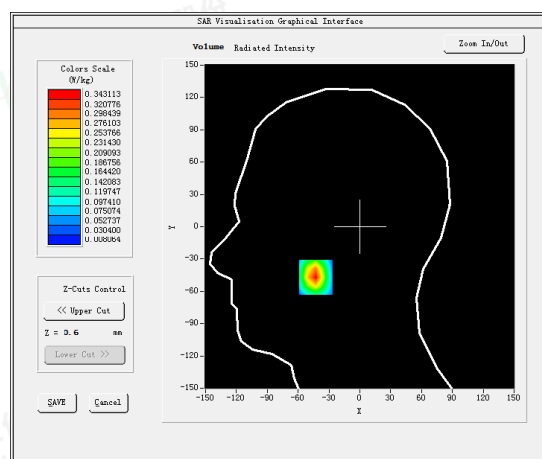 SAR Visualisation Graphical Interface
Volume Radiated Intensity
Zoom In/Out
Colors Scale
(W/kg)
0.343113
0.320776
0.298439
0.276103
0.253766
0.231430
0.209093
0.186756
0.164420
0.142083
0.119747
0.097410
0.075074
0.052737
0.030400
0.008064
Z-Cuts Control
<< Upper Cut
Z = 0.6 mm
Lower Cut >>
SAVE
Cancel
150
120
90
60
30
0
-30
-60
-90
-120
-150
Y
-150 -120 -90 -60 -30 0 30 60 90 120 150
X